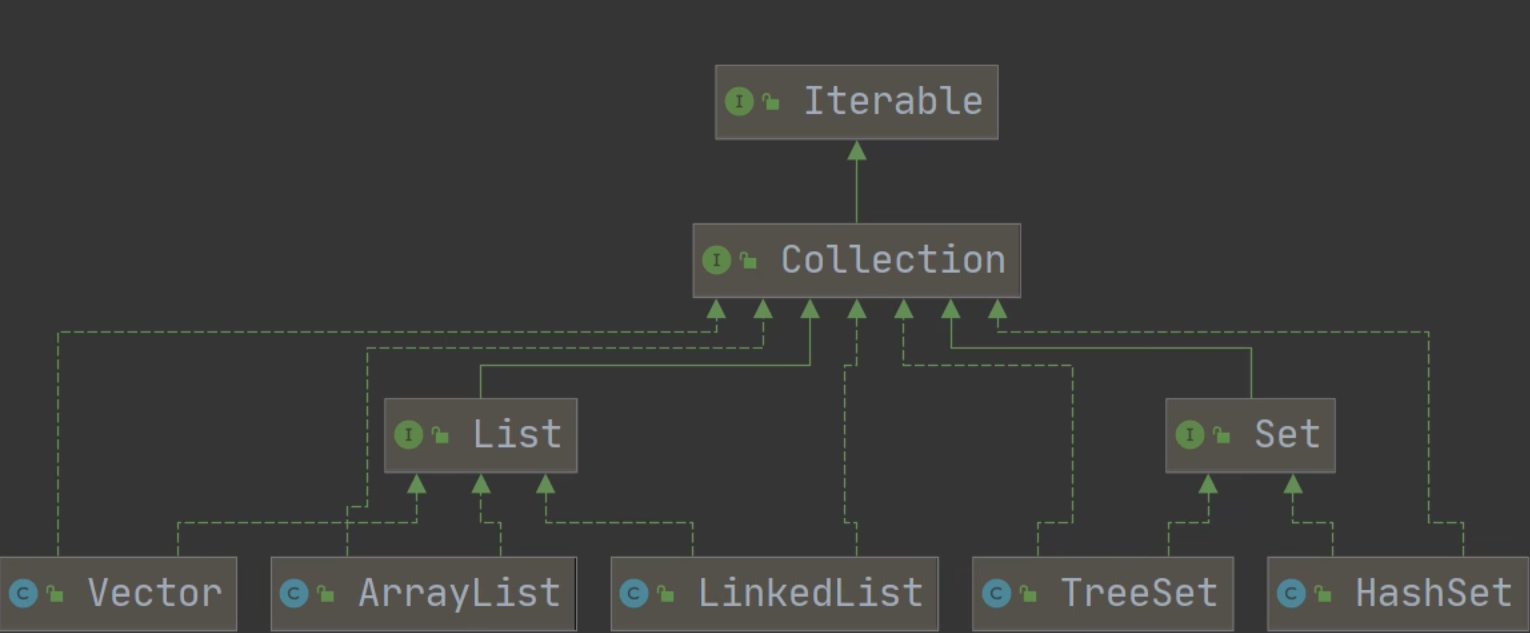 I Iterable
I Collection
I List
I Set
C Vector
C ArrayList
C LinkedList
C TreeSet
C HashSet